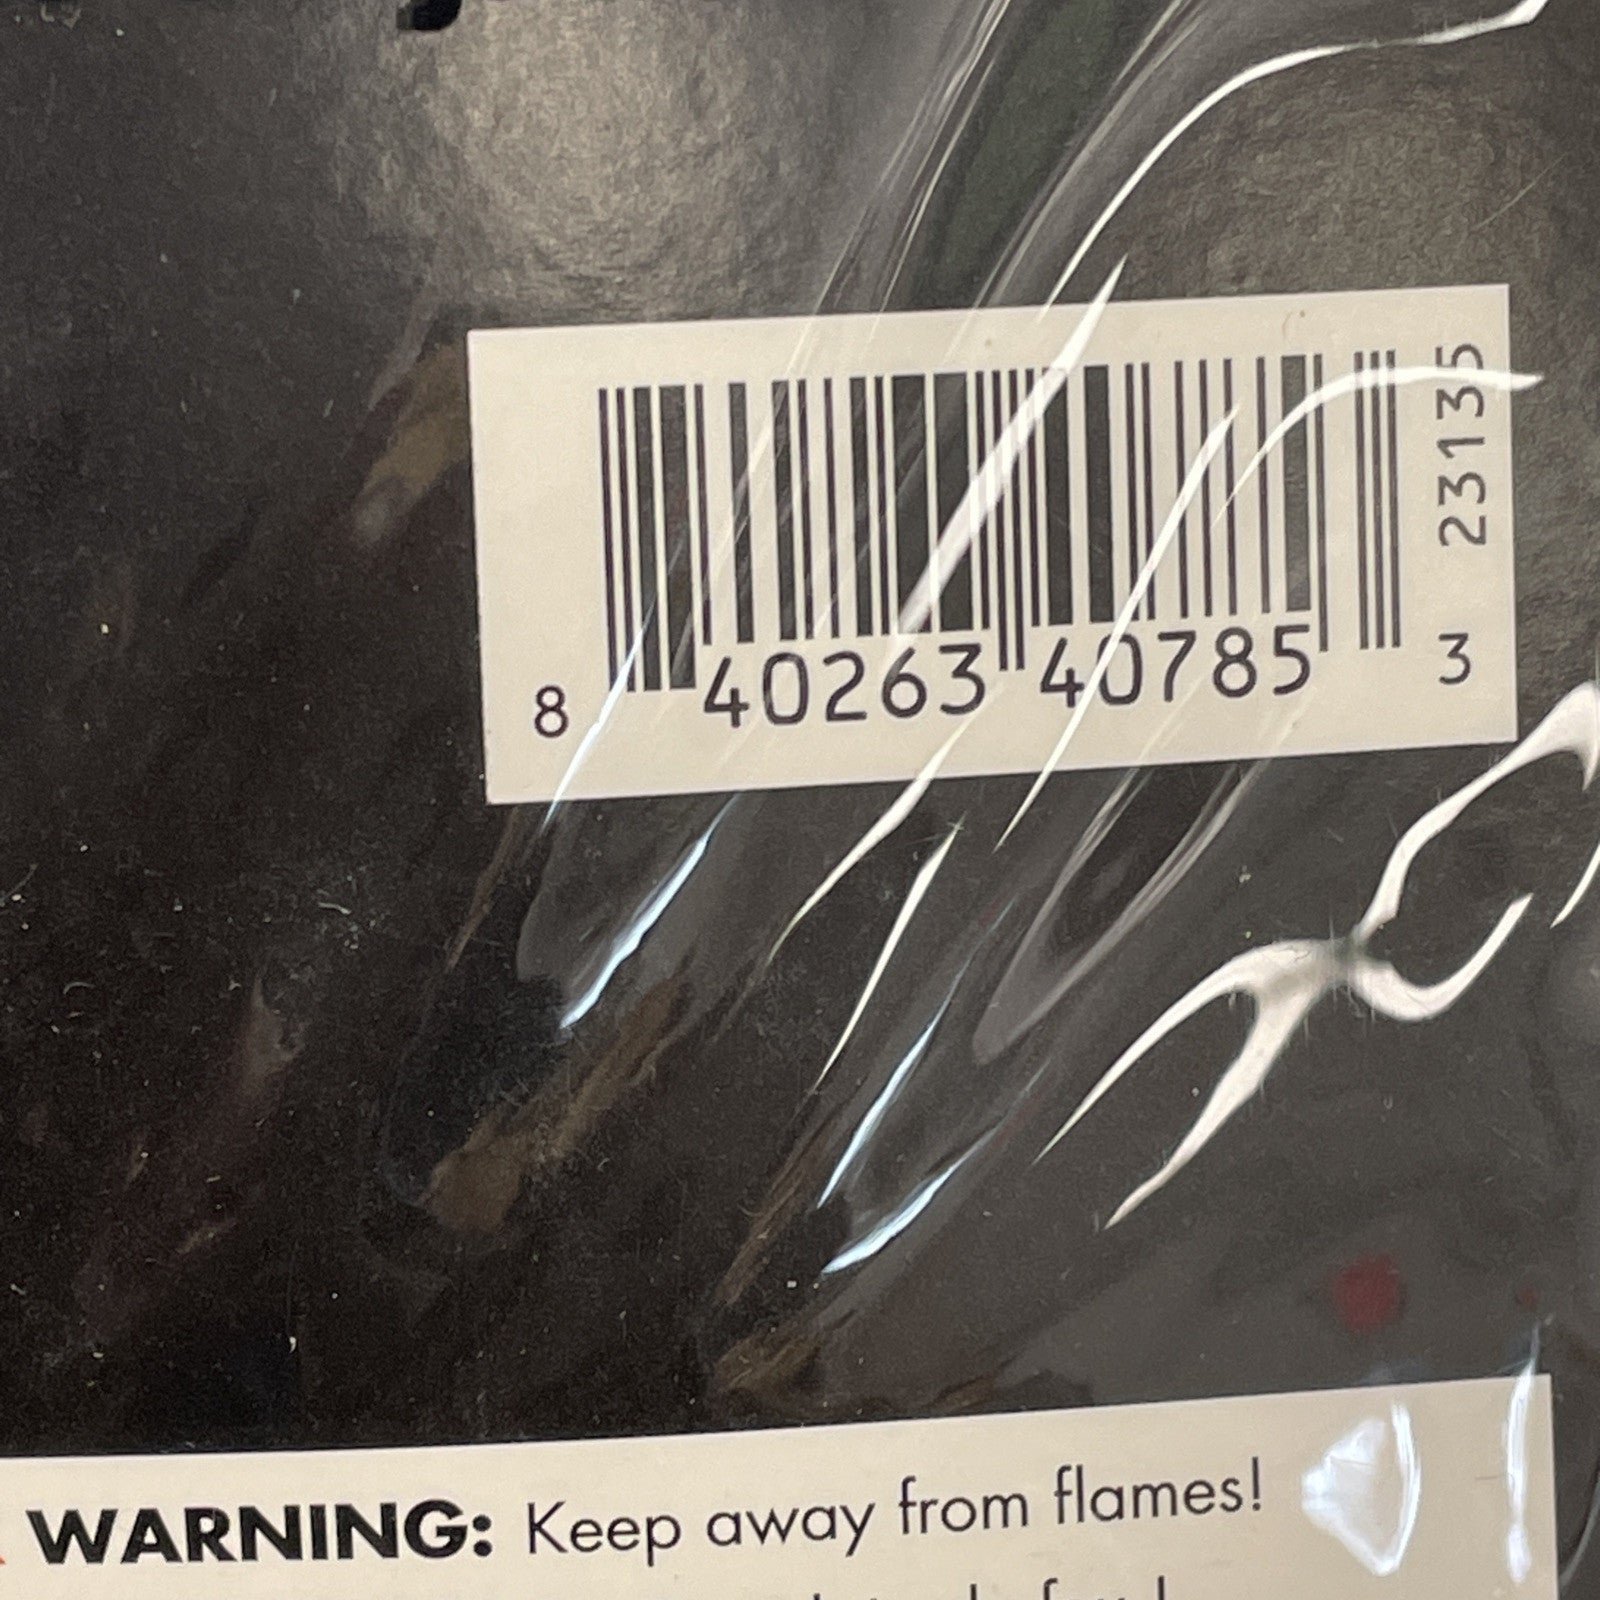 8 40263 40785 3
23135
WARNING: Keep away from flames!